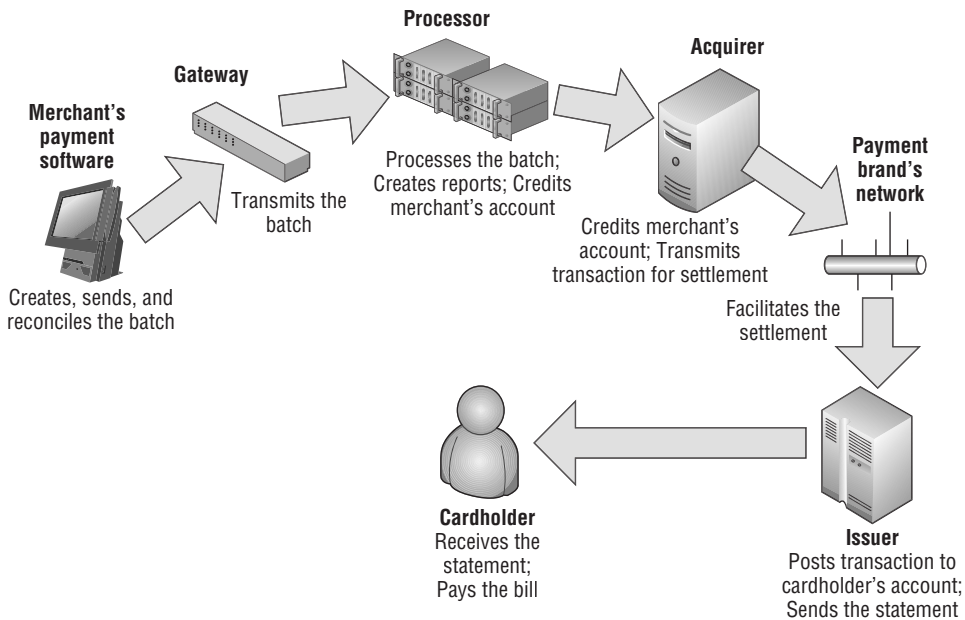 Processor
Acquirer
Gateway
Merchant's
payment
software
Payment
brand's
network
Processes the batch;
Creates reports; Credits
merchant's account
Transmits the
batch
Credits merchant's
account; Transmits
transaction for settlement
Creates, sends, and
reconciles the batch
Facilitates the
settlement
Cardholder
Receives the
statement;
Pays the bill
Issuer
Posts transaction to
cardholder's account;
Sends the statement